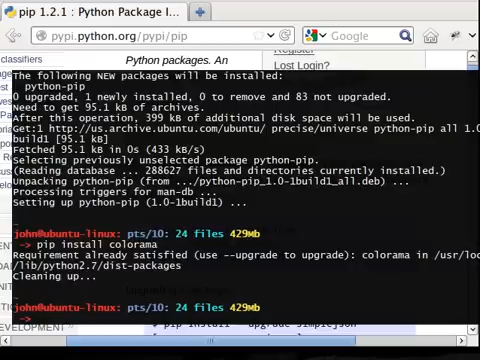 pip 1.2.1 : Python Package I...
pypi.python.org/pypi/pip
Google
classifiers
Python packages. An
Register
Lost Login?
The following NEW packages will be installed:
python-pip
0 upgraded, 1 newly installed, 0 to remove and 83 not upgraded.
Need to get 95.1 kB of archives.
After this operation, 399 kB of additional disk space will be used.
Get:1 http://us.archive.ubuntu.com/ubuntu/ precise/universe python-pip all 1.0-1
build1 [95.1 kB]
Fetched 95.1 kB in 0s (433 kB/s)
Selecting previously unselected package python-pip.
(Reading database ... 288627 files and directories currently installed.)
Unpacking python-pip (from .../python-pip_1.0-1build1_all.deb) ...
Processing triggers for man-db ...
Setting up python-pip (1.0-1build1) ...
~
john@ubuntu-linux: pts/10: 24 files 429Mb
-> pip install colorama
Requirement already satisfied (use --upgrade to upgrade): colorama in /usr/loc
/lib/python2.7/dist-packages
Cleaning up...
~
john@ubuntu-linux: pts/10: 24 files 429Mb
->
EVELOPMENT
$ pip install --upgrade simplejson